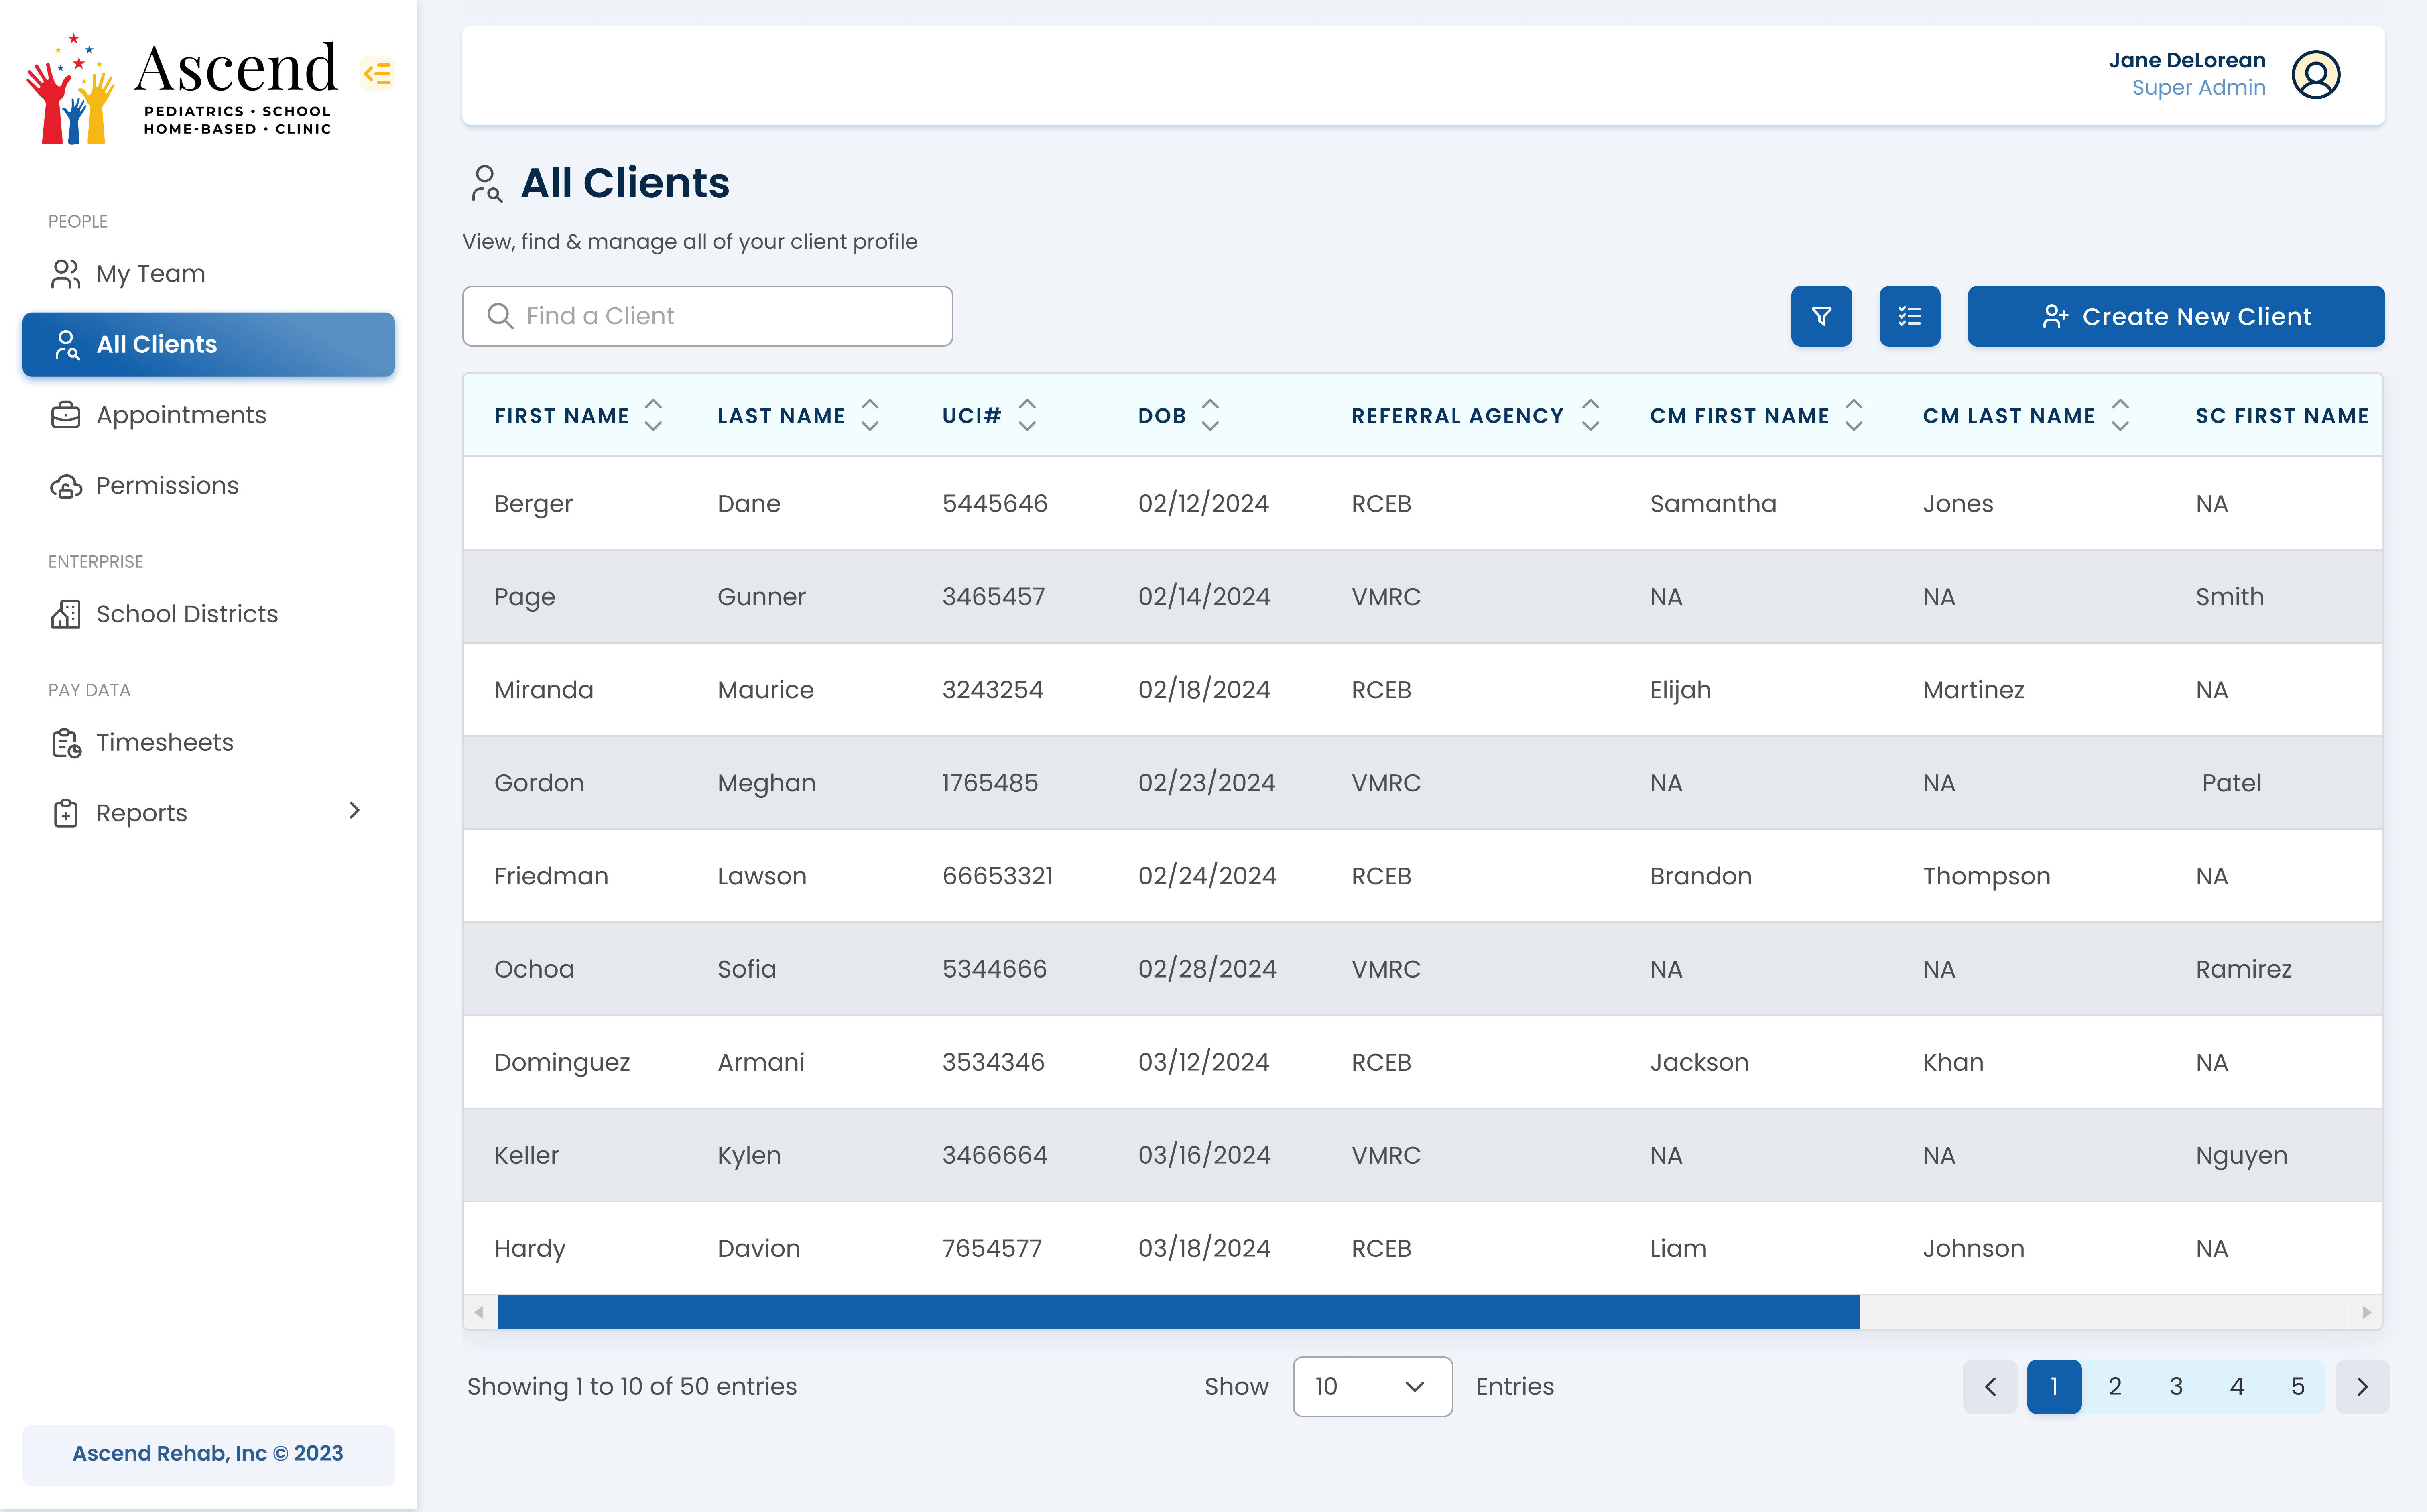 Ascend
PEDIATRICS • SCHOOL
HOME-BASED • CLINIC
PEOPLE
My Team
All Clients
Appointments
Permissions
ENTERPRISE
School Districts
PAY DATA
Timesheets
Reports
Ascend Rehab, Inc © 2023
Jane DeLorean
Super Admin
All Clients
View, find & manage all of your client profile
Find a Client
Create New Client
FIRST NAME LAST NAME UCI# DOB REFERRAL AGENCY CM FIRST NAME CM LAST NAME SC FIRST NAME
Berger Dane 5445646 02/12/2024 RCEB Samantha Jones NA
Page Gunner 3465457 02/14/2024 VMRC NA NA Smith
Miranda Maurice 3243254 02/18/2024 RCEB Elijah Martinez NA
Gordon Meghan 1765485 02/23/2024 VMRC NA NA Patel
Friedman Lawson 66653321 02/24/2024 RCEB Brandon Thompson NA
Ochoa Sofia 5344666 02/28/2024 VMRC NA NA Ramirez
Dominguez Armani 3534346 03/12/2024 RCEB Jackson Khan NA
Keller Kylen 3466664 03/16/2024 VMRC NA NA Nguyen
Hardy Davion 7654577 03/18/2024 RCEB Liam Johnson NA
Showing 1 to 10 of 50 entries Show 10 Entries 1 2 3 4 5